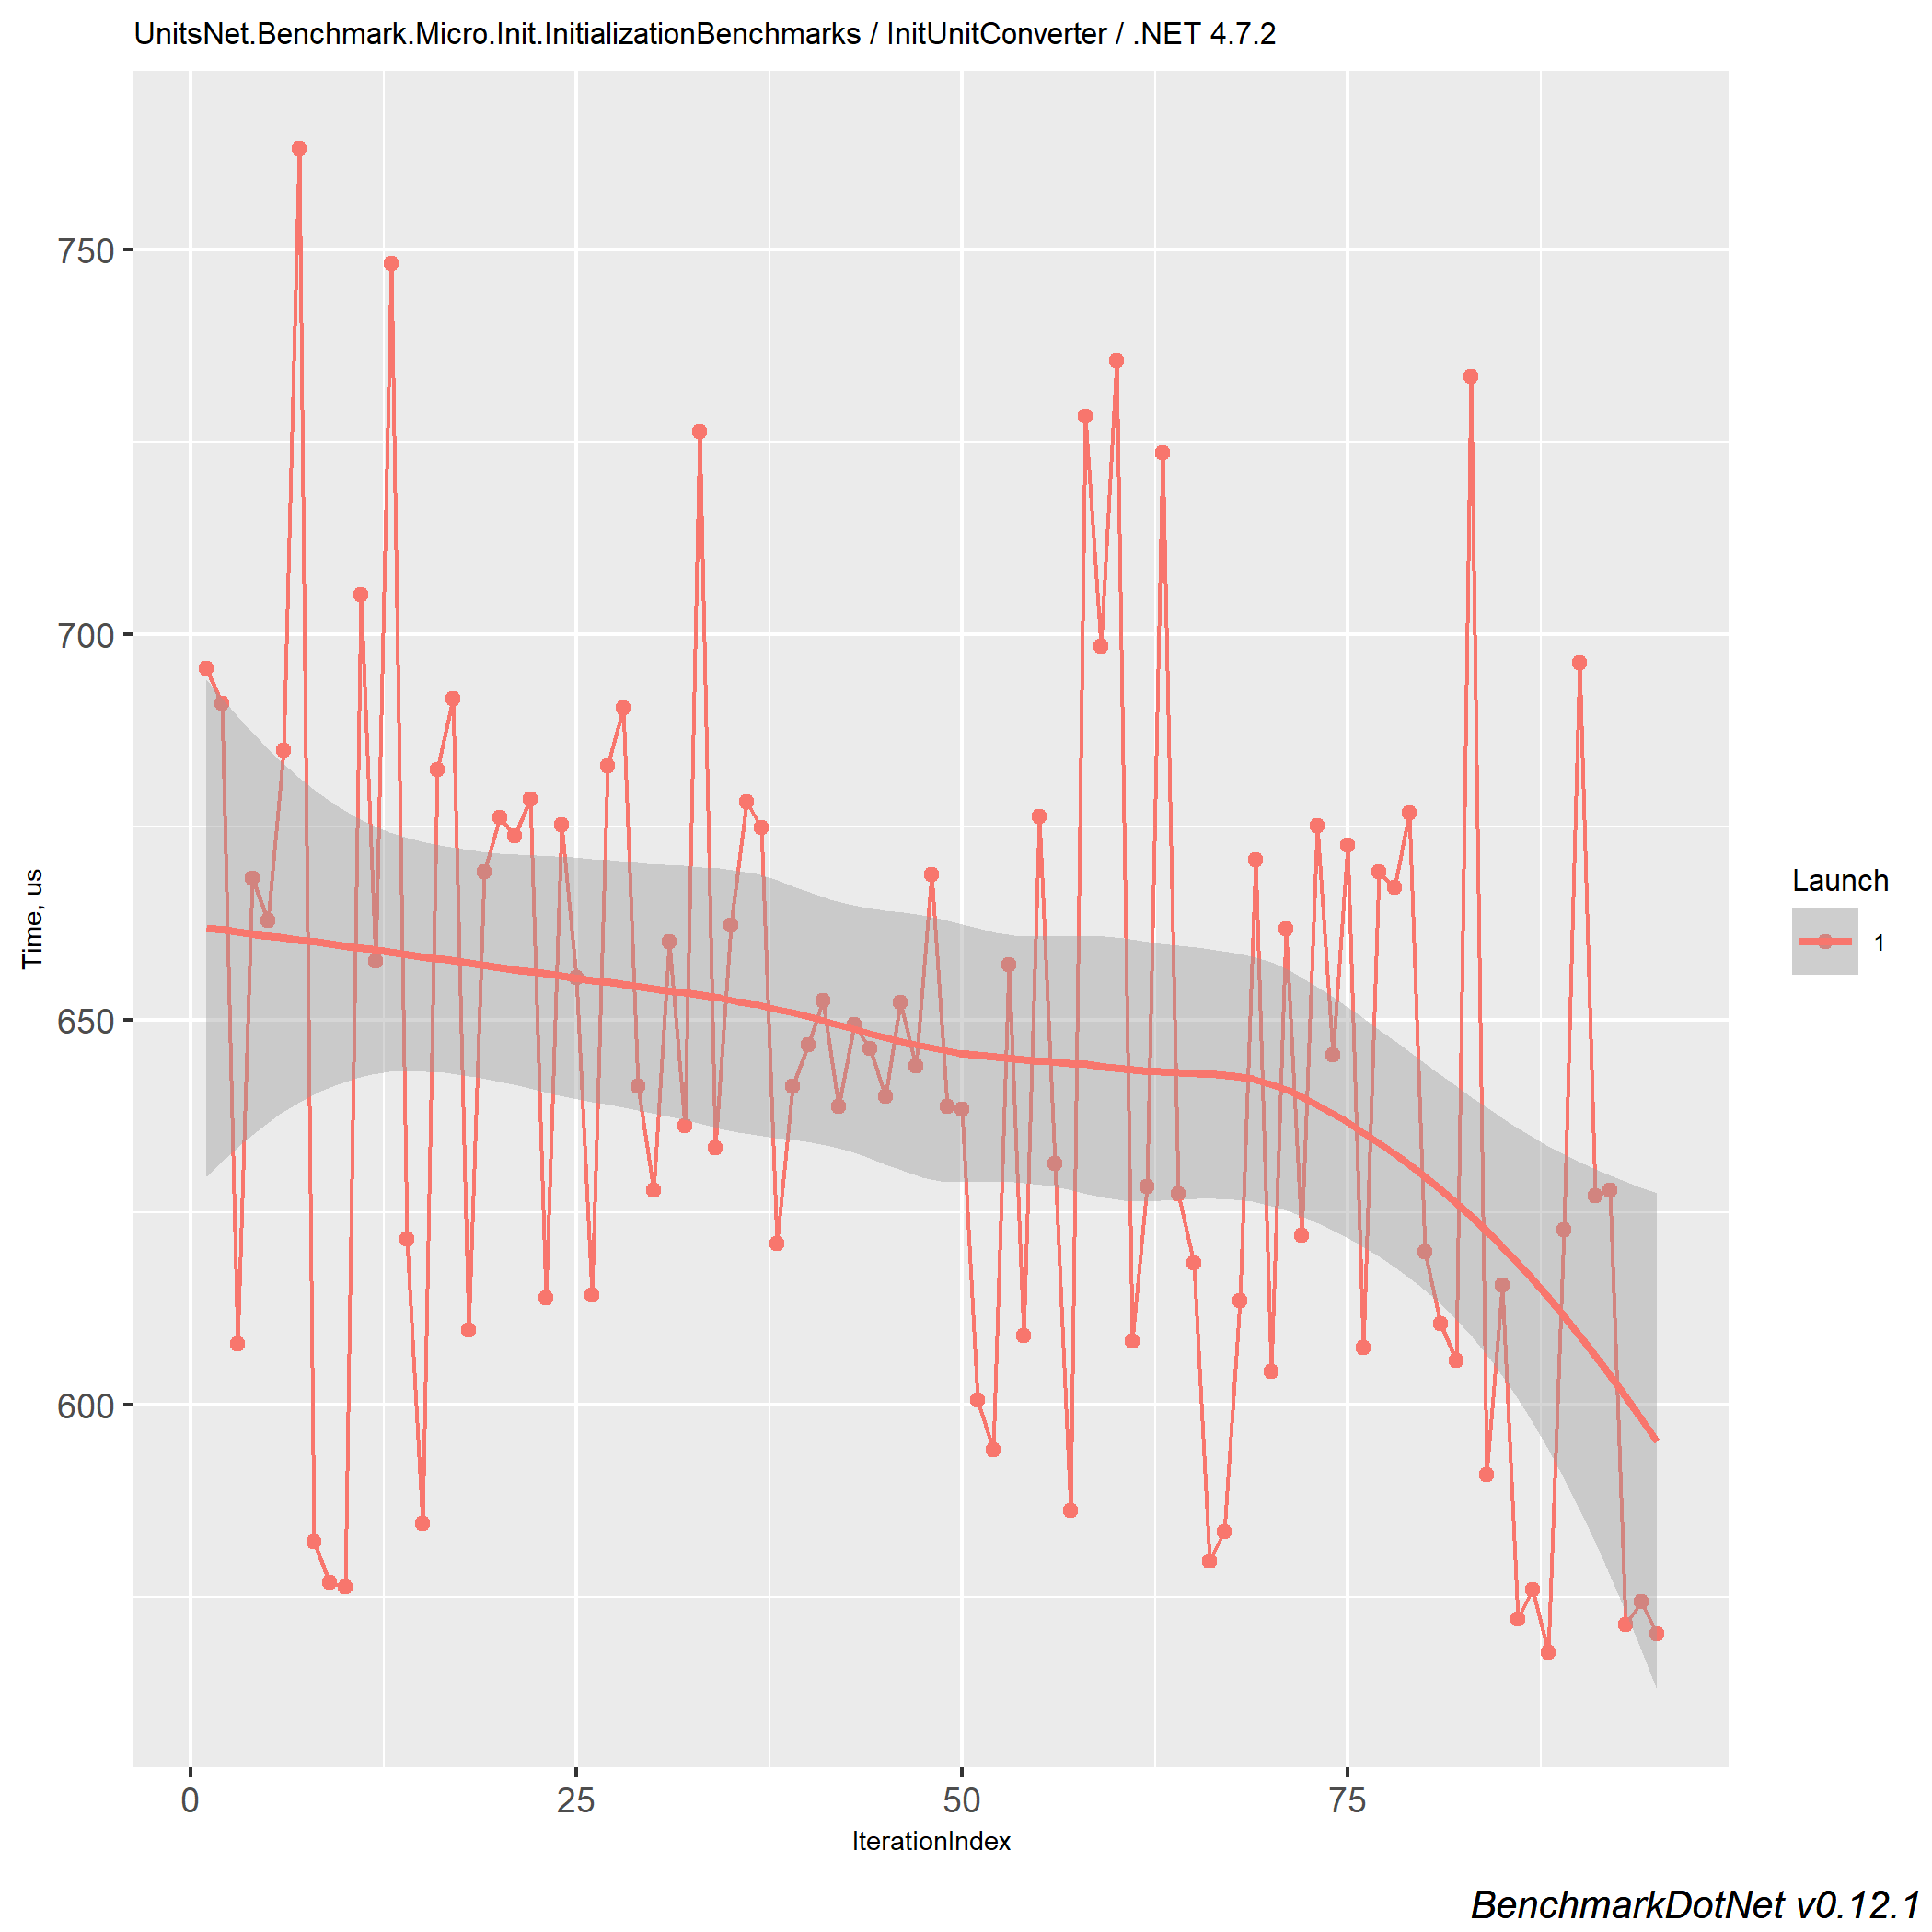 UnitsNet.Benchmark.Micro.Init.InitializationBenchmarks / InitUnitConverter / .NET 4.7.2
750
700
650
600
Time, us
0 25 50 75
IterationIndex
Launch
1
BenchmarkDotNet v0.12.1